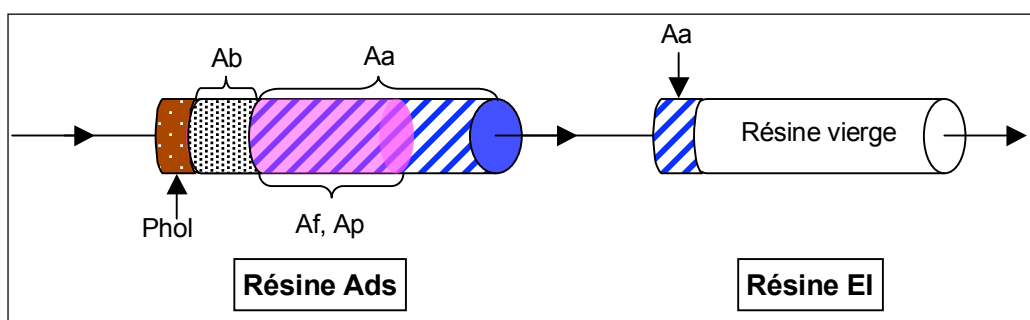 Ab
Aa
Aa
Résine vierge
Phol
Af, Ap
Résine Ads
Résine EI